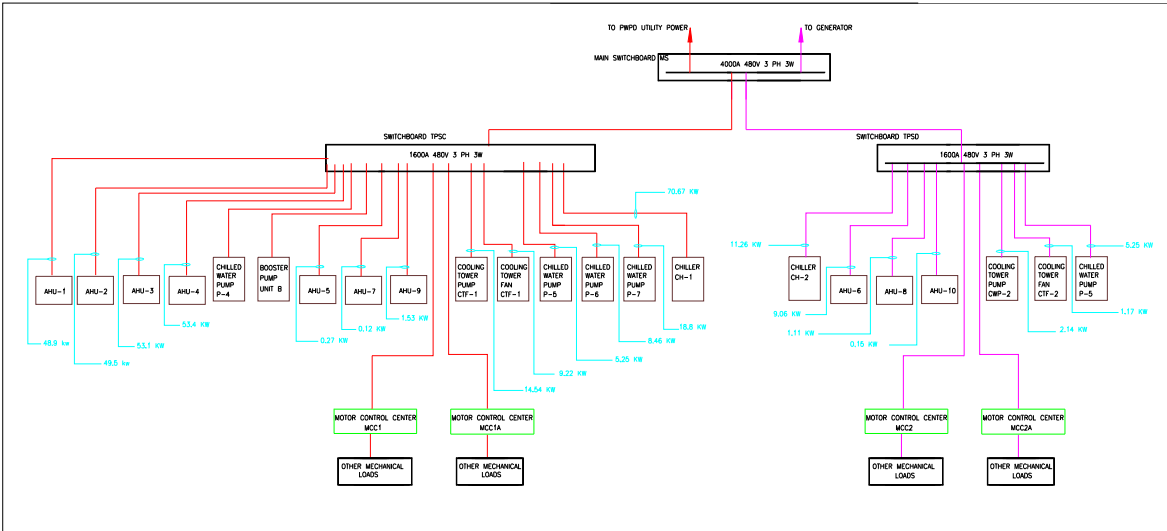 TO PWPD UTILITY POWER
TO GENERATOR
MAIN SWITCHBOARD MS
4000A 480V 3 PH 3W
SWITCHBOARD TPSC
1600A 480V 3 PH 3W
SWITCHBOARD TPSD
1600A 480V 3 PH 3W
70.67 KW
11.26 KW
5.25 KW
AHU-1
AHU-2
AHU-3
AHU-4
CHILLED
WATER
PUMP
P-4
BOOSTER
PUMP
UNIT B
AHU-5
AHU-7
AHU-9
COOLING
TOWER
PUMP
CTF-1
COOLING
TOWER
FAN
CTF-1
CHILLED
WATER
PUMP
P-5
CHILLED
WATER
PUMP
P-6
CHILLED
WATER
PUMP
P-7
CHILLER
CH-1
CHILLER
CH-2
AHU-6
AHU-8
AHU-10
COOLING
TOWER
PUMP
CWP-2
COOLING
TOWER
FAN
CTF-2
CHILLED
WATER
PUMP
P-5
48.9 kw
49.8 kw
53.1 KW
53.4 KW
0.27 KW
0.12 KW
1.53 KW
14.54 KW
9.22 KW
5.25 KW
8.46 KW
18.8 KW
9.06 KW
1.11 KW
0.15 KW
2.14 KW
1.17 KW
MOTOR CONTROL CENTER
MCC1
MOTOR CONTROL CENTER
MCC1A
MOTOR CONTROL CENTER
MCC2
MOTOR CONTROL CENTER
MCC2A
OTHER MECHANICAL
LOADS
OTHER MECHANICAL
LOADS
OTHER MECHANICAL
LOADS
OTHER MECHANICAL
LOADS